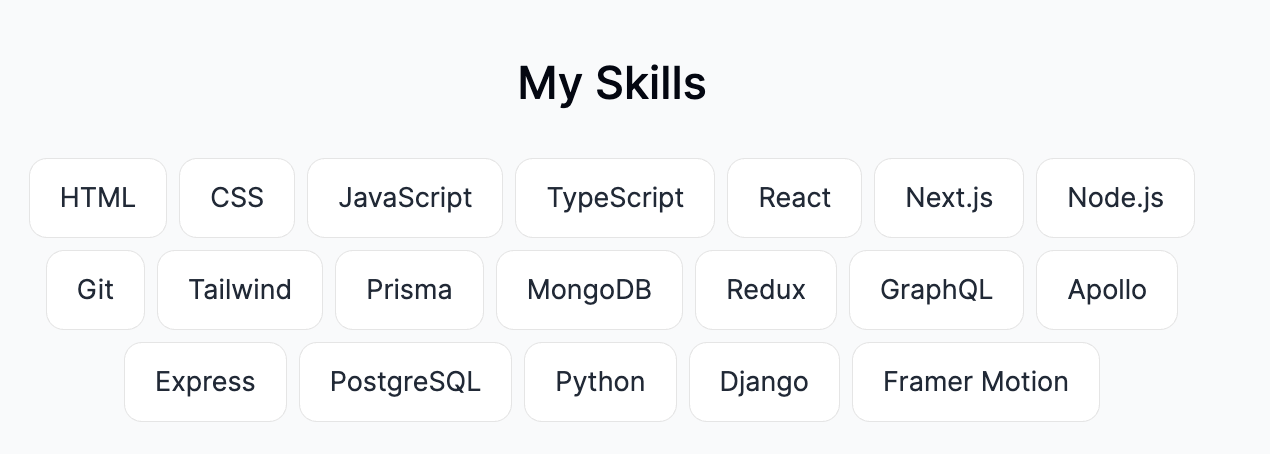 My Skills
HTML CSS JavaScript TypeScript React Next.js Node.js
Git Tailwind Prisma MongoDB Redux GraphQL Apollo
Express PostgreSQL Python Django Framer Motion